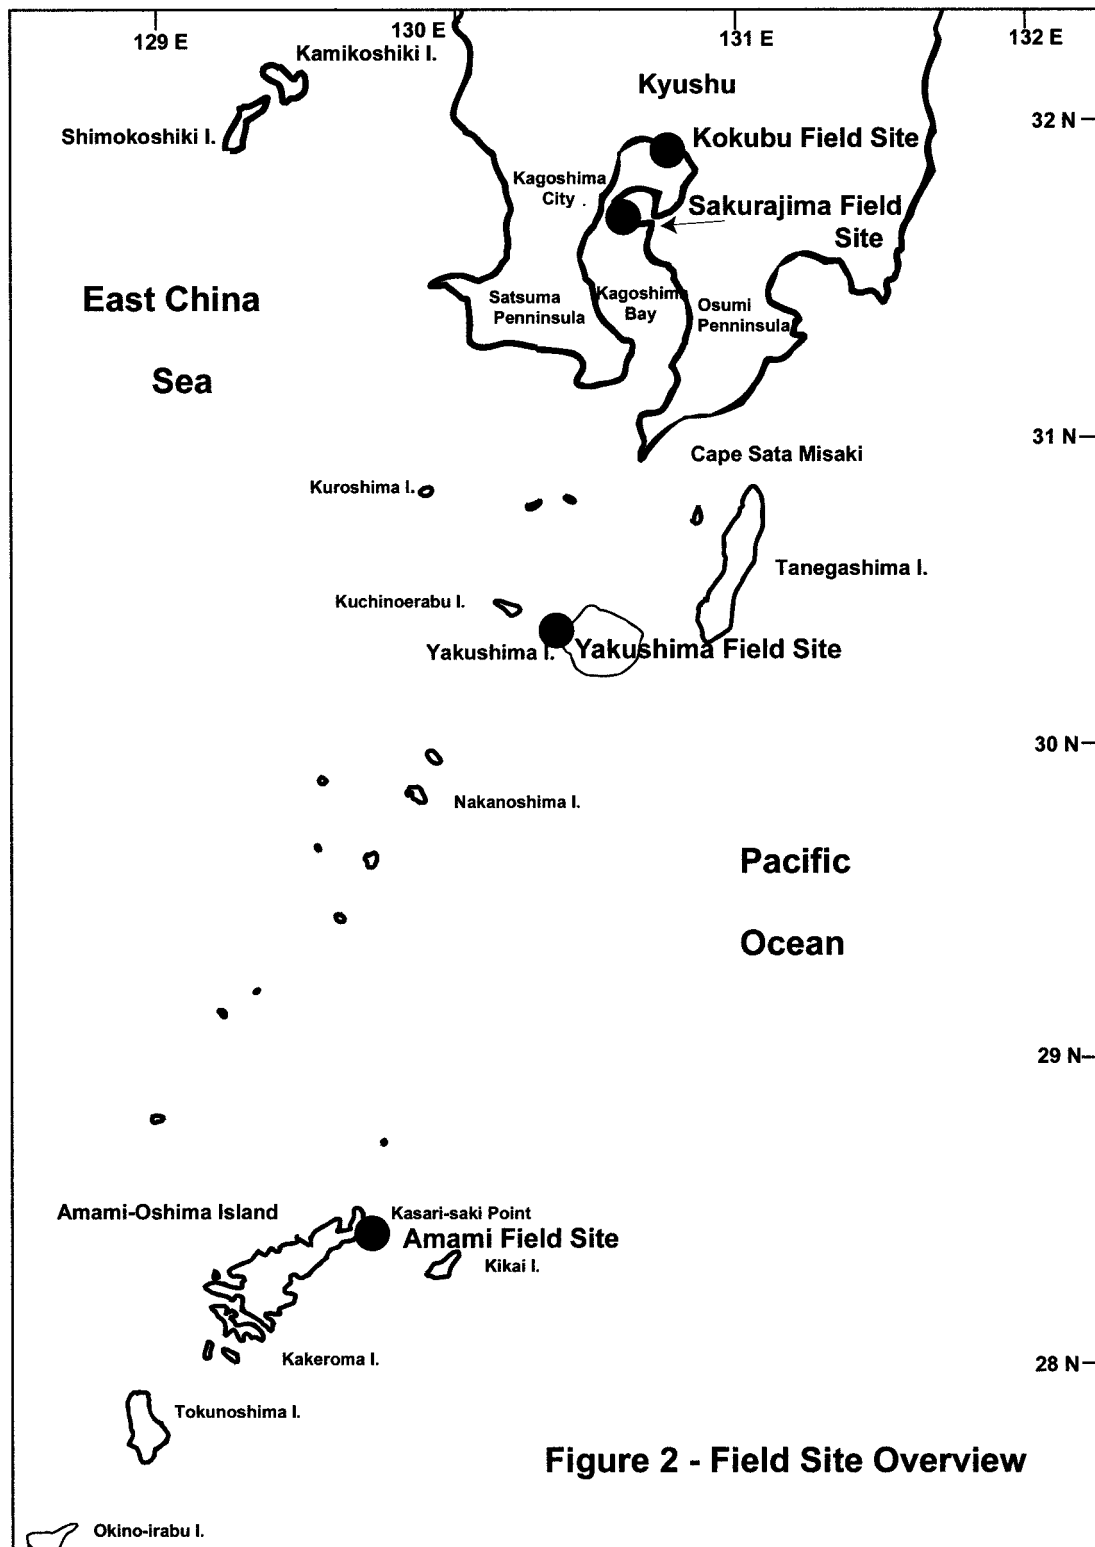 129 E
130 E
131 E
132 E
Kamikoshiki I.
Kyushu
32 N
Shimokoshiki I.
Kokubu Field Site
Kagoshima
City .
Sakurajima Field
Site
East China
Sea
Satsuma
Penninsula
Kagoshima
Bay
Osumi
Penninsula
31 N
Cape Sata Misaki
Kuroshima I.
Tanegashima I.
Kuchinoerabu I.
Yakushima I.
Yakushima Field Site
30 N
Nakanoshima I.
Pacific
Ocean
29 N
Amami-Oshima Island
Kasari-saki Point
Amami Field Site
Kikai I.
Kakeroma I.
28 N
Tokunoshima I.
Figure 2 - Field Site Overview
Okino-irabu I.